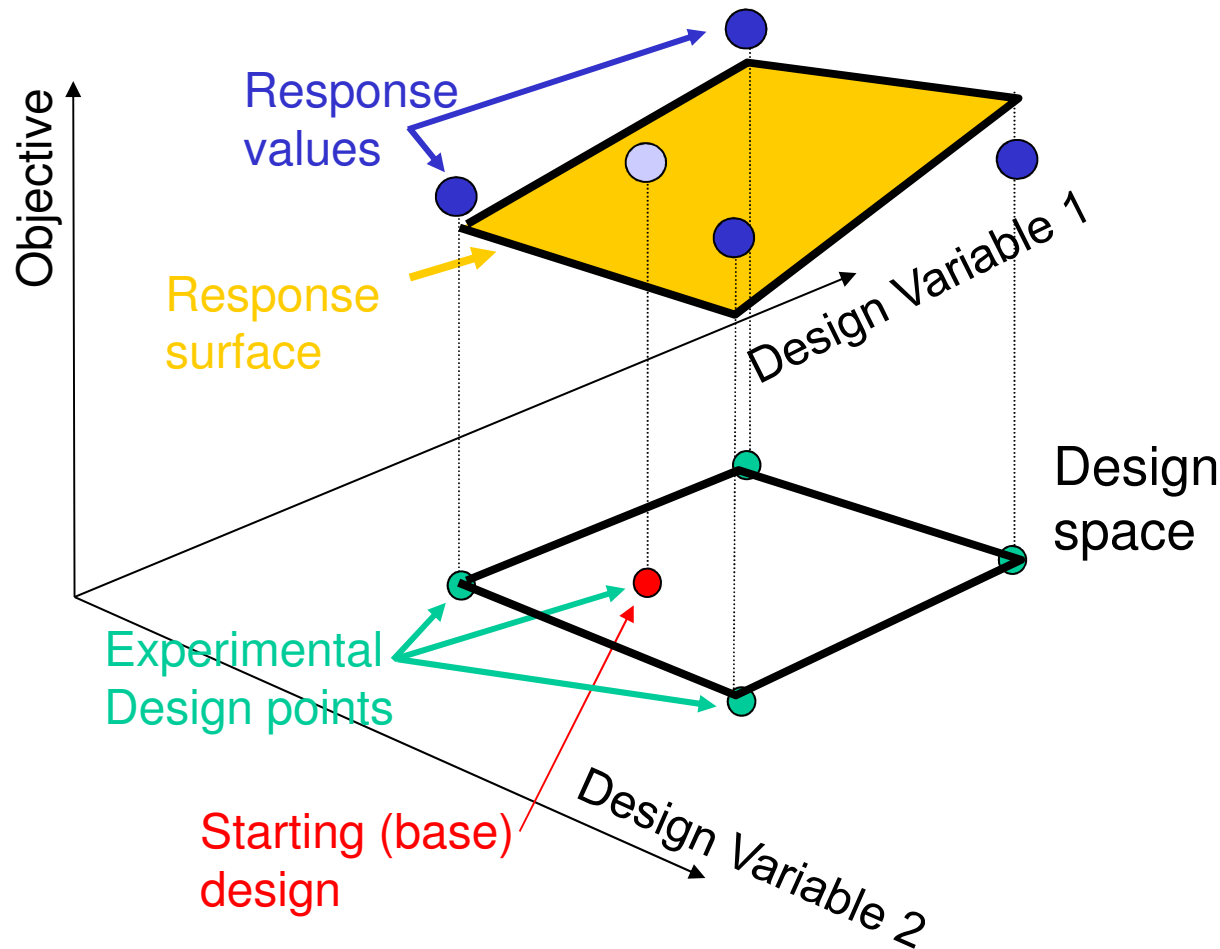 Objective
Response
values
Response
surface
Design Variable 1
Design
space
Experimental
Design points
Starting (base)
design
Design Variable 2